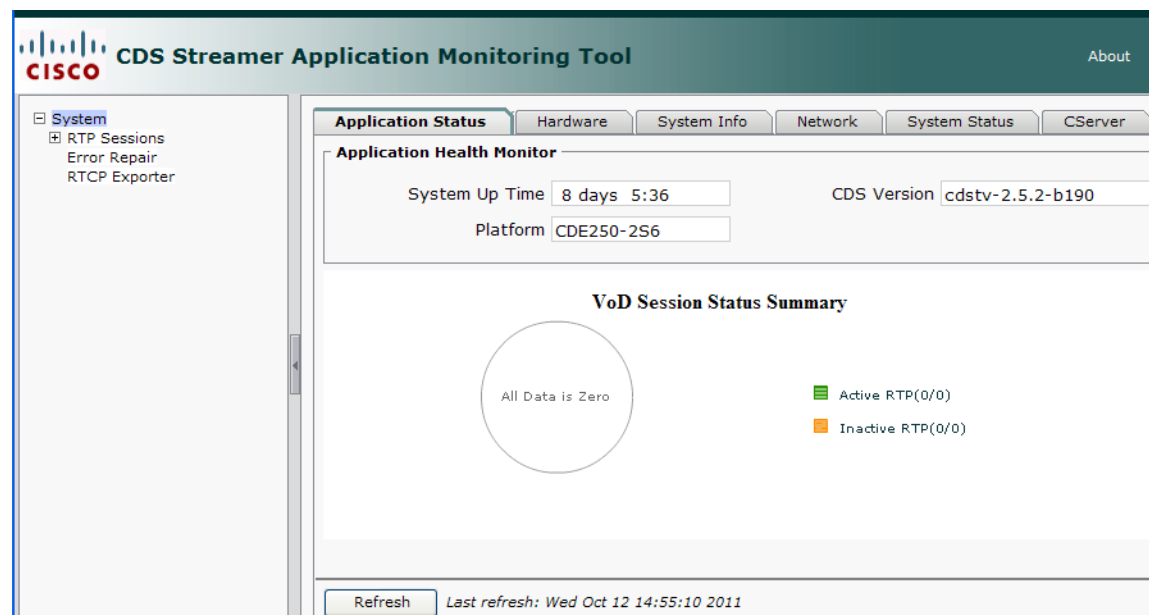 CISCO
CDS Streamer Application Monitoring Tool
About
System
RTP Sessions
Error Repair
RTCP Exporter
Application Status
Hardware
System Info
Network
System Status
CServer
Application Health Monitor
System Up Time 8 days 5:36
CDS Version cdstv-2.5.2-b190
Platform CDE250-2S6
VoD Session Status Summary
All Data is Zero
Active RTP(0/0)
Inactive RTP(0/0)
Refresh
Last refresh: Wed Oct 12 14:55:10 2011